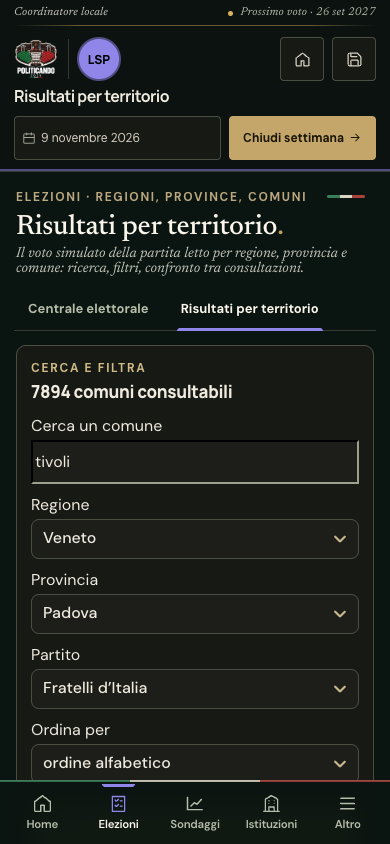 Coordinatore locale
Prossimo voto · 26 set 2027
POLITICANDO
LSP
Risultati per territorio
9 novembre 2026
Chiudi settimana →
ELEZIONI · REGIONI, PROVINCE, COMUNI
Risultati per territorio.
Il voto simulato della partita letto per regione, provincia e
comune: ricerca, filtri, confronto tra consultazioni.
Centrale elettorale
Risultati per territorio
CERCA E FILTRA
7894 comuni consultabili
Cerca un comune
tivoli
Regione
Veneto
Provincia
Padova
Partito
Fratelli d’Italia
Ordina per
ordine alfabetico
Home
Elezioni
Sondaggi
Istituzioni
Altro